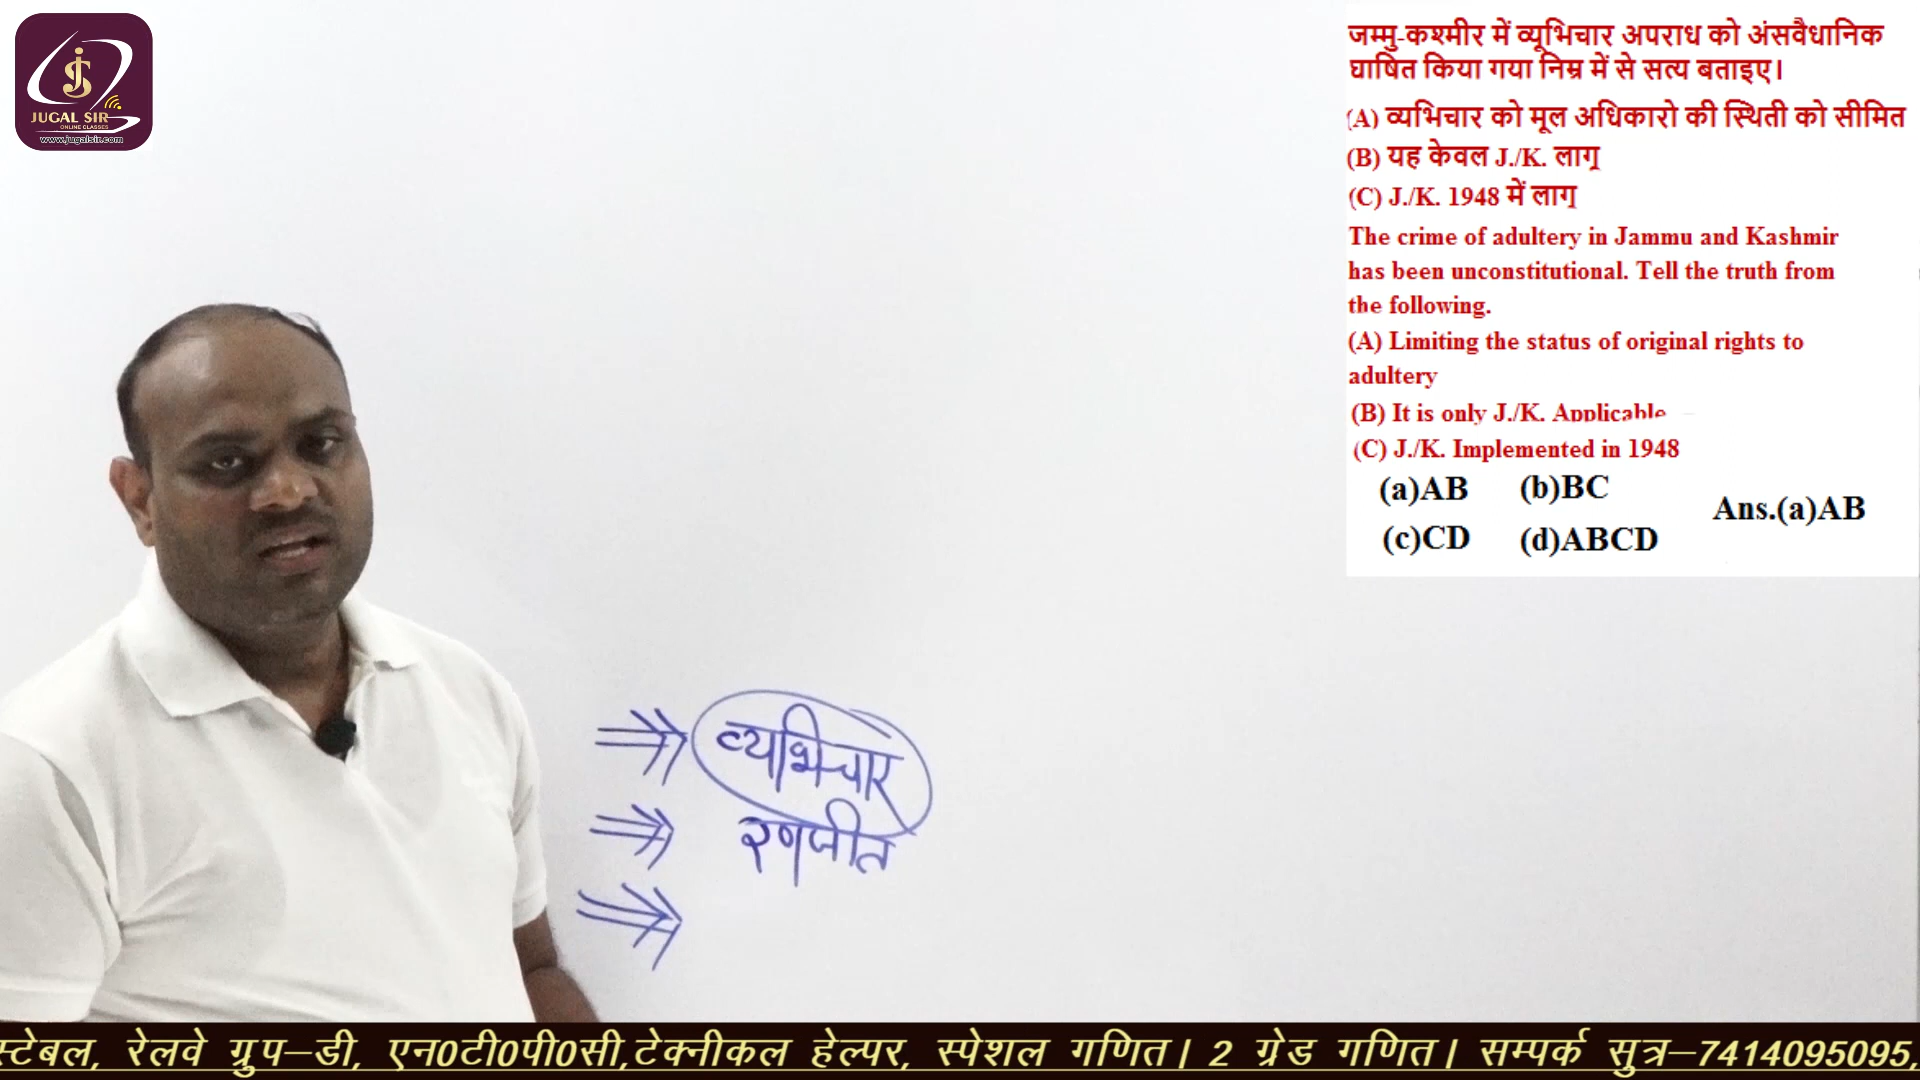 JUGAL SIR
ONLINE CLASSES
www.jugalsir.com
जम्मु-कश्मीर में व्यूभिचार अपराध को अंसवैधानिक
घाषित किया गया निम्न में से सत्य बताइए।
(A) व्यभिचार को मूल अधिकारो की स्थिती को सीमित
(B) यह केवल J./K. लागू
(C) J./K. 1948 में लागू
The crime of adultery in Jammu and Kashmir
has been unconstitutional. Tell the truth from
the following.
(A) Limiting the status of original rights to
adultery
(B) It is only J./K. Applicable
(C) J./K. Implemented in 1948
(a)AB (b)BC
Ans.(a)AB
(c)CD (d)ABCD
व्यभिचार
रणजीत
स्टेबल, रेलवे ग्रुप–डी, एन0टी0पी0सी,टेक्नीकल हेल्पर, स्पेशल गणित। 2 ग्रेड गणित। सम्पर्क सुत्र–7414095095,